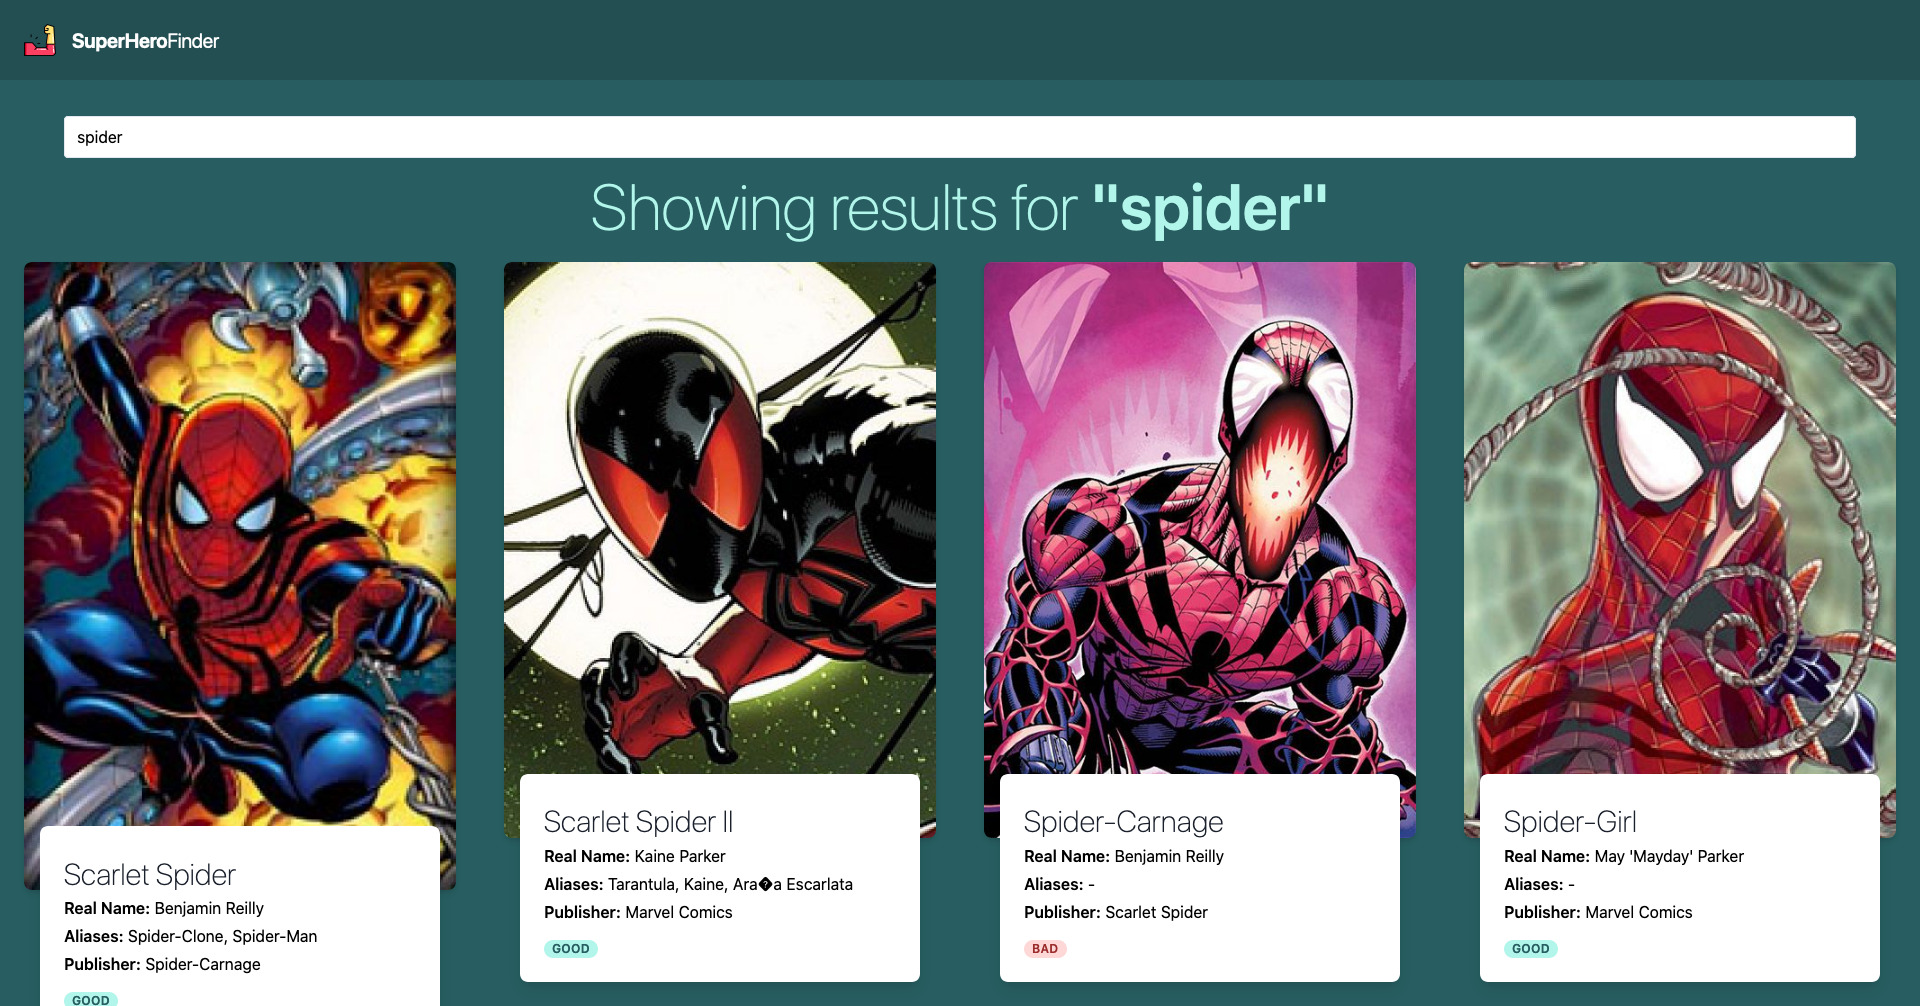 SuperHeroFinder
spider
Showing results for "spider"
Scarlet Spider
Real Name: Benjamin Reilly
Aliases: Spider-Clone, Spider-Man
Publisher: Spider-Carnage
GOOD
Scarlet Spider II
Real Name: Kaine Parker
Aliases: Tarantula, Kaine, Ara�a Escarlata
Publisher: Marvel Comics
GOOD
Spider-Carnage
Real Name: Benjamin Reilly
Aliases: -
Publisher: Scarlet Spider
BAD
Spider-Girl
Real Name: May 'Mayday' Parker
Aliases: -
Publisher: Marvel Comics
GOOD